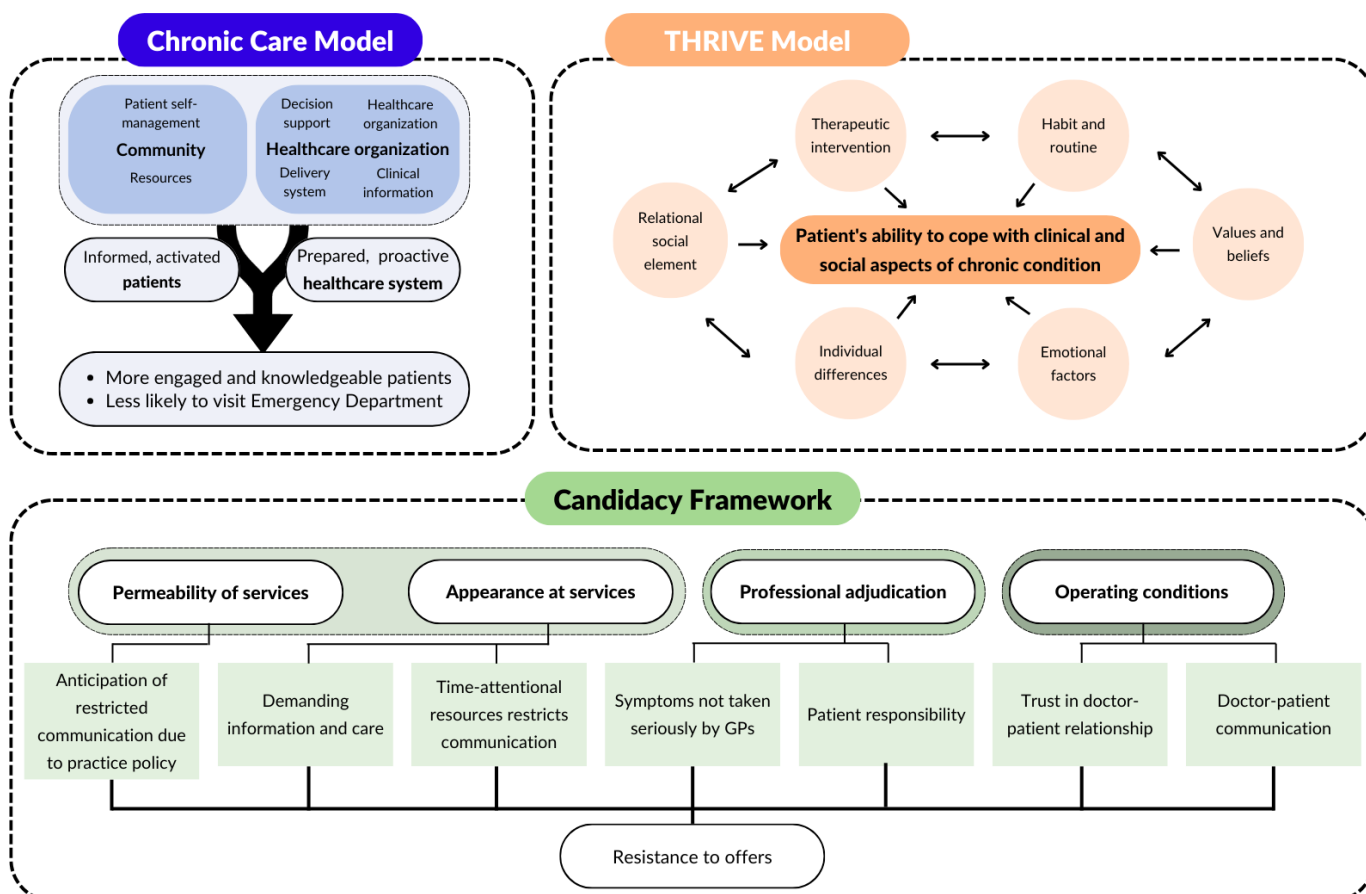 Chronic Care Model
Patient self-
management
Community
Resources
Decision
support
Healthcare
organization
Healthcare organization
Delivery
system
Clinical
information
Informed, activated
patients
Prepared, proactive
healthcare system
• More engaged and knowledgeable patients
• Less likely to visit Emergency Department
THRIVE Model
Therapeutic
intervention
Habit and
routine
Relational
social
element
Patient's ability to cope with clinical and
social aspects of chronic condition
Values and
beliefs
Individual
differences
Emotional
factors
Candidacy Framework
Permeability of services
Appearance at services
Professional adjudication
Operating conditions
Anticipation of
restricted
communication due
to practice policy
Demanding
information and care
Time-attentional
resources restricts
communication
Symptoms not taken
seriously by GPs
Patient responsibility
Trust in doctor-
patient relationship
Doctor-patient
communication
Resistance to offers